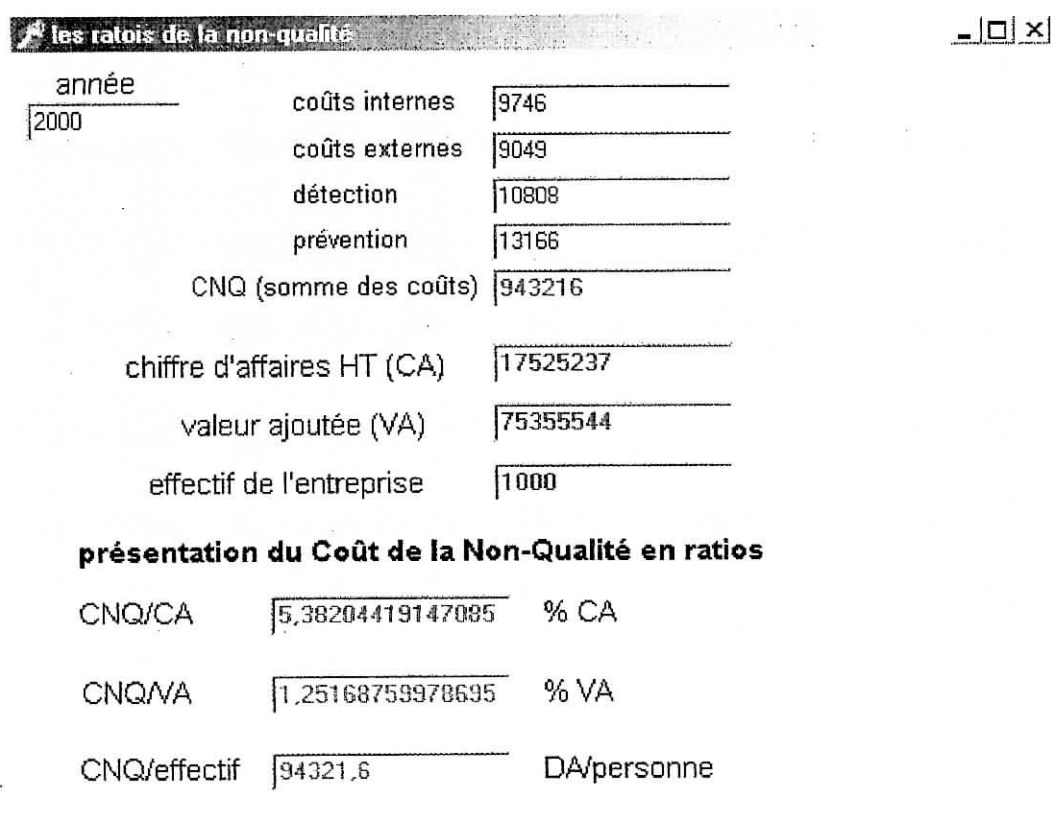 les ratois de la non-qualité
année
2000
coûts internes 9746
coûts externes 9049
détection 10808
prévention 13166
CNQ (somme des coûts) 943216
chiffre d'affaires HT (CA) 17525237
valeur ajoutée (VA) 75355544
effectif de l'entreprise 1000
présentation du Coût de la Non-Qualité en ratios
CNQ/CA 5,38204419147085 % CA
CNQ/VA 1,25168759978695 % VA
CNQ/effectif 94321,6 DA/personne